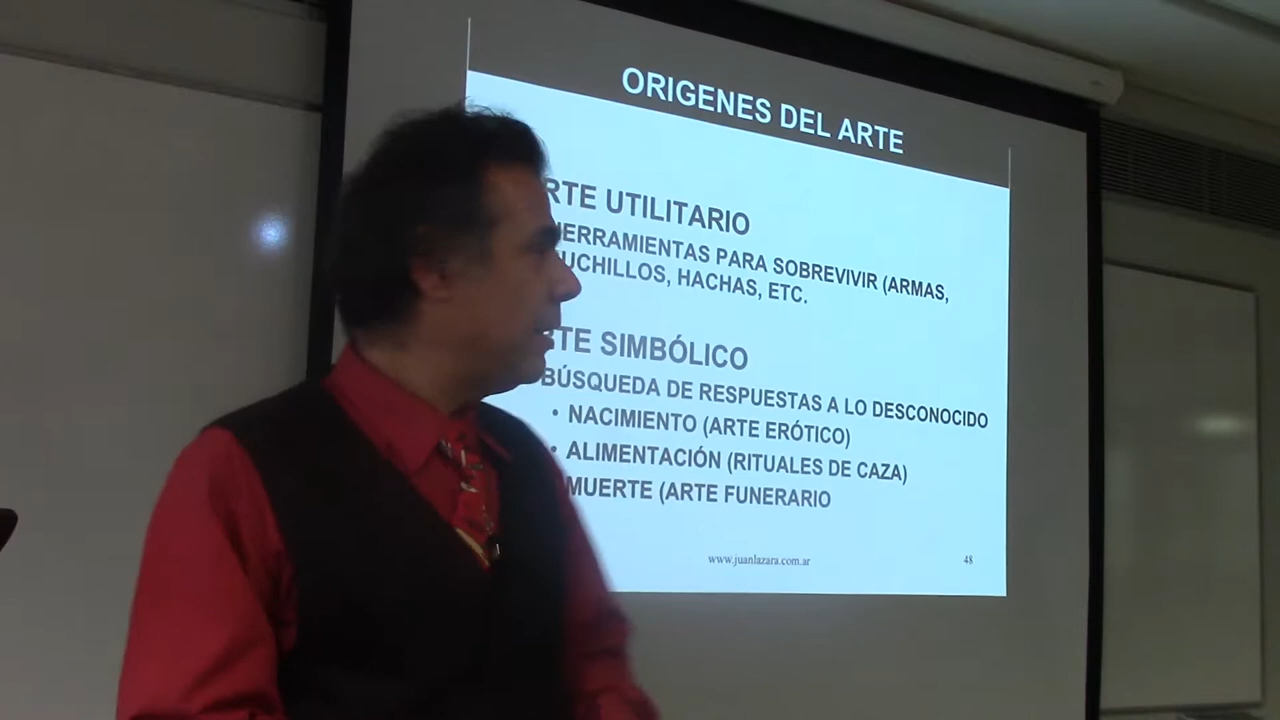 ORIGENES DEL ARTE
RTE UTILITARIO
HERRAMIENTAS PARA SOBREVIVIR (ARMAS,
UCHILLOS, HACHAS, ETC.
TE SIMBÓLICO
BÚSQUEDA DE RESPUESTAS A LO DESCONOCIDO
• NACIMIENTO (ARTE ERÓTICO)
• ALIMENTACIÓN (RITUALES DE CAZA)
MUERTE (ARTE FUNERARIO
www.juanlazara.com.ar
48